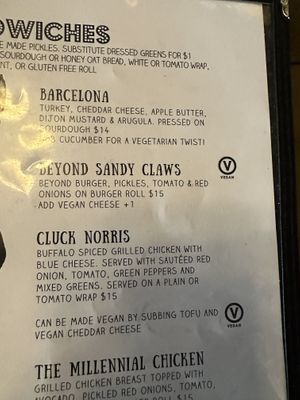 WICHES
E MADE PICKLES. SUBSTITUTE DRESSED GREENS FOR $1
SOURDOUGH OR HONEY OAT BREAD, WHITE OR TOMATO WRAP,
NT, OR GLUTEN FREE ROLL
BARCELONA
TURKEY, CHEDDAR CHEESE, APPLE BUTTER,
DIJON MUSTARD & ARUGULA. PRESSED ON
SOURDOUGH $14
CUCUMBER FOR A VEGETARIAN TWIST!
BEYOND SANDY CLAWS
V
VEGAN
BEYOND BURGER, PICKLES, TOMATO & RED
ONIONS ON BURGER ROLL $15
ADD VEGAN CHEESE +1
CLUCK NORRIS
BUFFALO SPICED GRILLED CHICKEN WITH
BLUE CHEESE. SERVED WITH SAUTÉED RED
ONION, TOMATO, GREEN PEPPERS AND
MIXED GREENS. SERVED ON A PLAIN OR
TOMATO WRAP $15
CAN BE MADE VEGAN BY SUBBING TOFU AND
VEGAN CHEDDAR CHEESE
V
VEGAN
THE MILLENNIAL CHICKEN
GRILLED CHICKEN BREAST TOPPED WITH
AVOCADO, PICKLED RED ONIONS, TOMATO,
ROLL $15